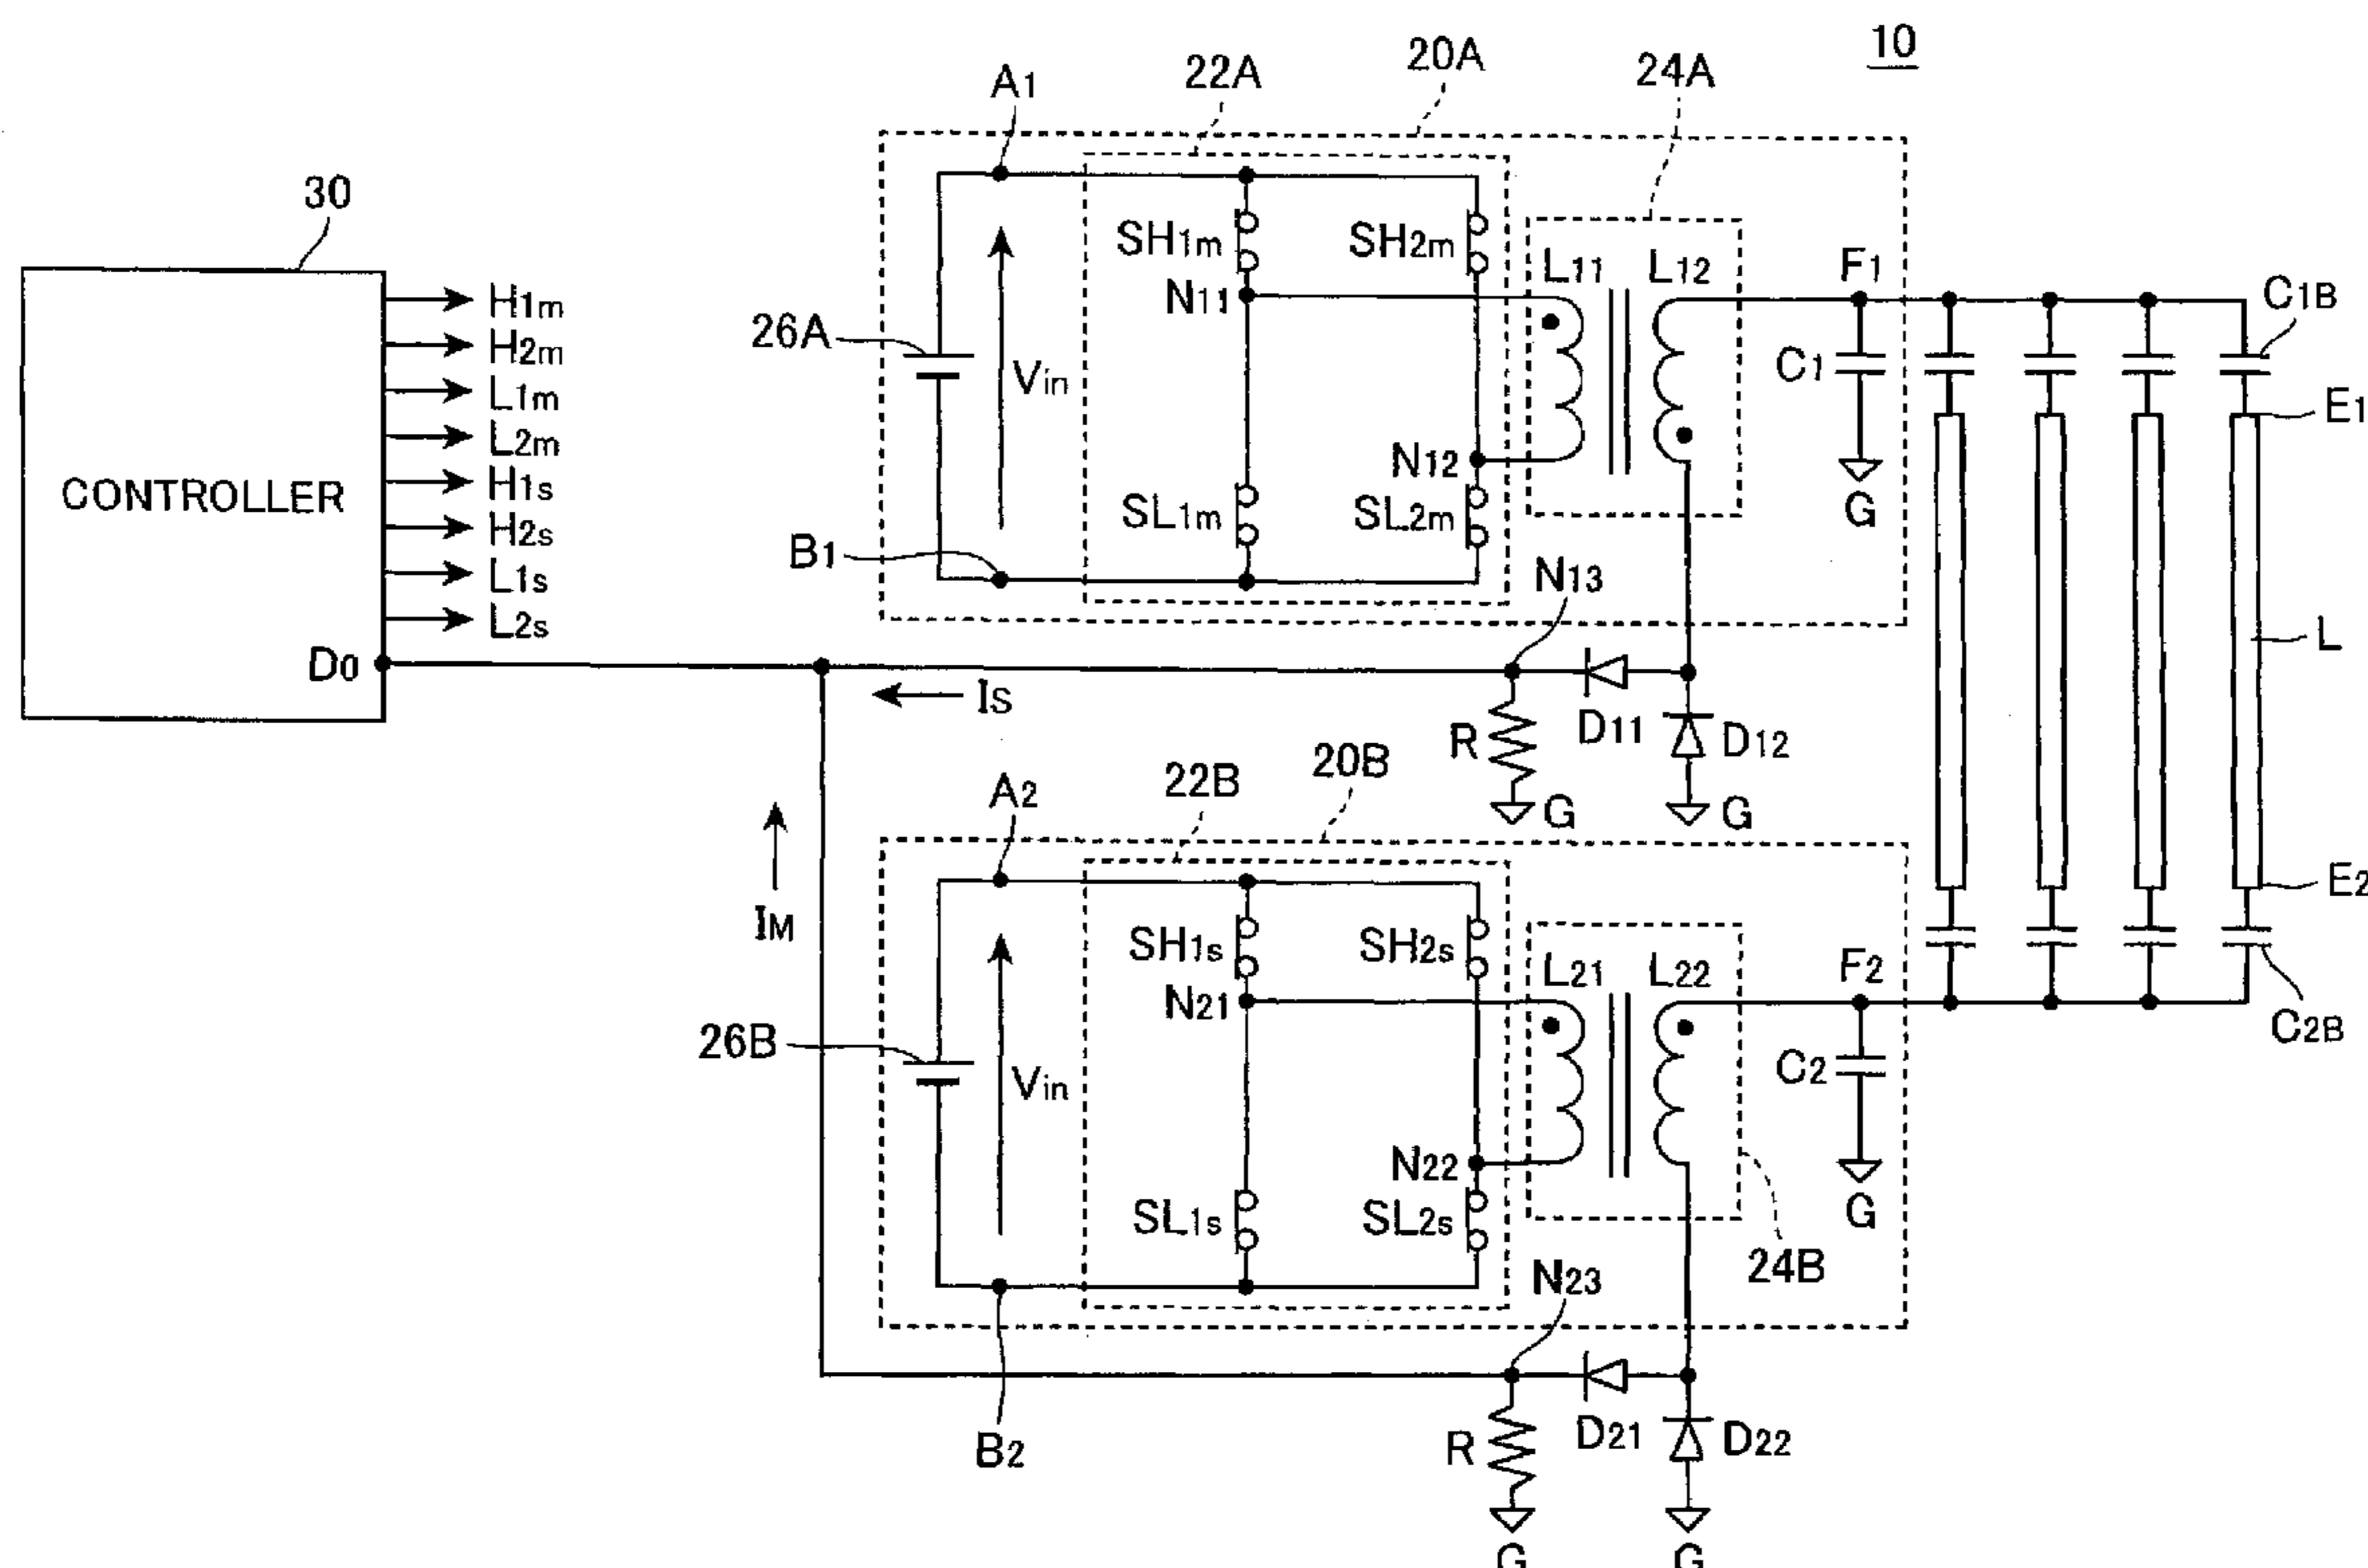 10
20A
22A
24A
A1
30
H1m
H2m
L1m
L2m
H1s
H2s
L1s
L2s
CONTROLLER
D0
26A
Vin
SH1m
SH2m
N11
L11
L12
F1
C1
C1B
E1
N12
SL1m
SL2m
G
B1
N13
L
IS
R
D11
D12
G
G
20B
22B
A2
IM
E2
SH1s
SH2s
N21
L21
L22
F2
C2B
26B
Vin
C2
N22
SL1s
SL2s
G
24B
N23
B2
R
D21
D22
G
G